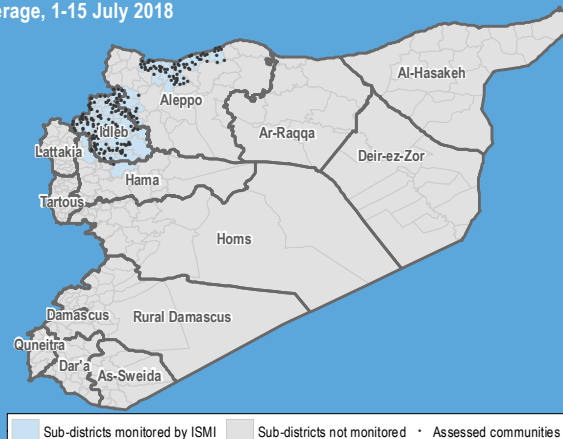 erage, 1-15 July 2018
Al-Hasakeh
Aleppo
Ar-Raqqa
Idleb
Lattakia
Deir-ez-Zor
Hama
Tartous
Homs
Damascus
Rural Damascus
Quneitra
Dar'a
As-Sweida
Sub-districts monitored by ISMI Sub-districts not monitored · Assessed communities